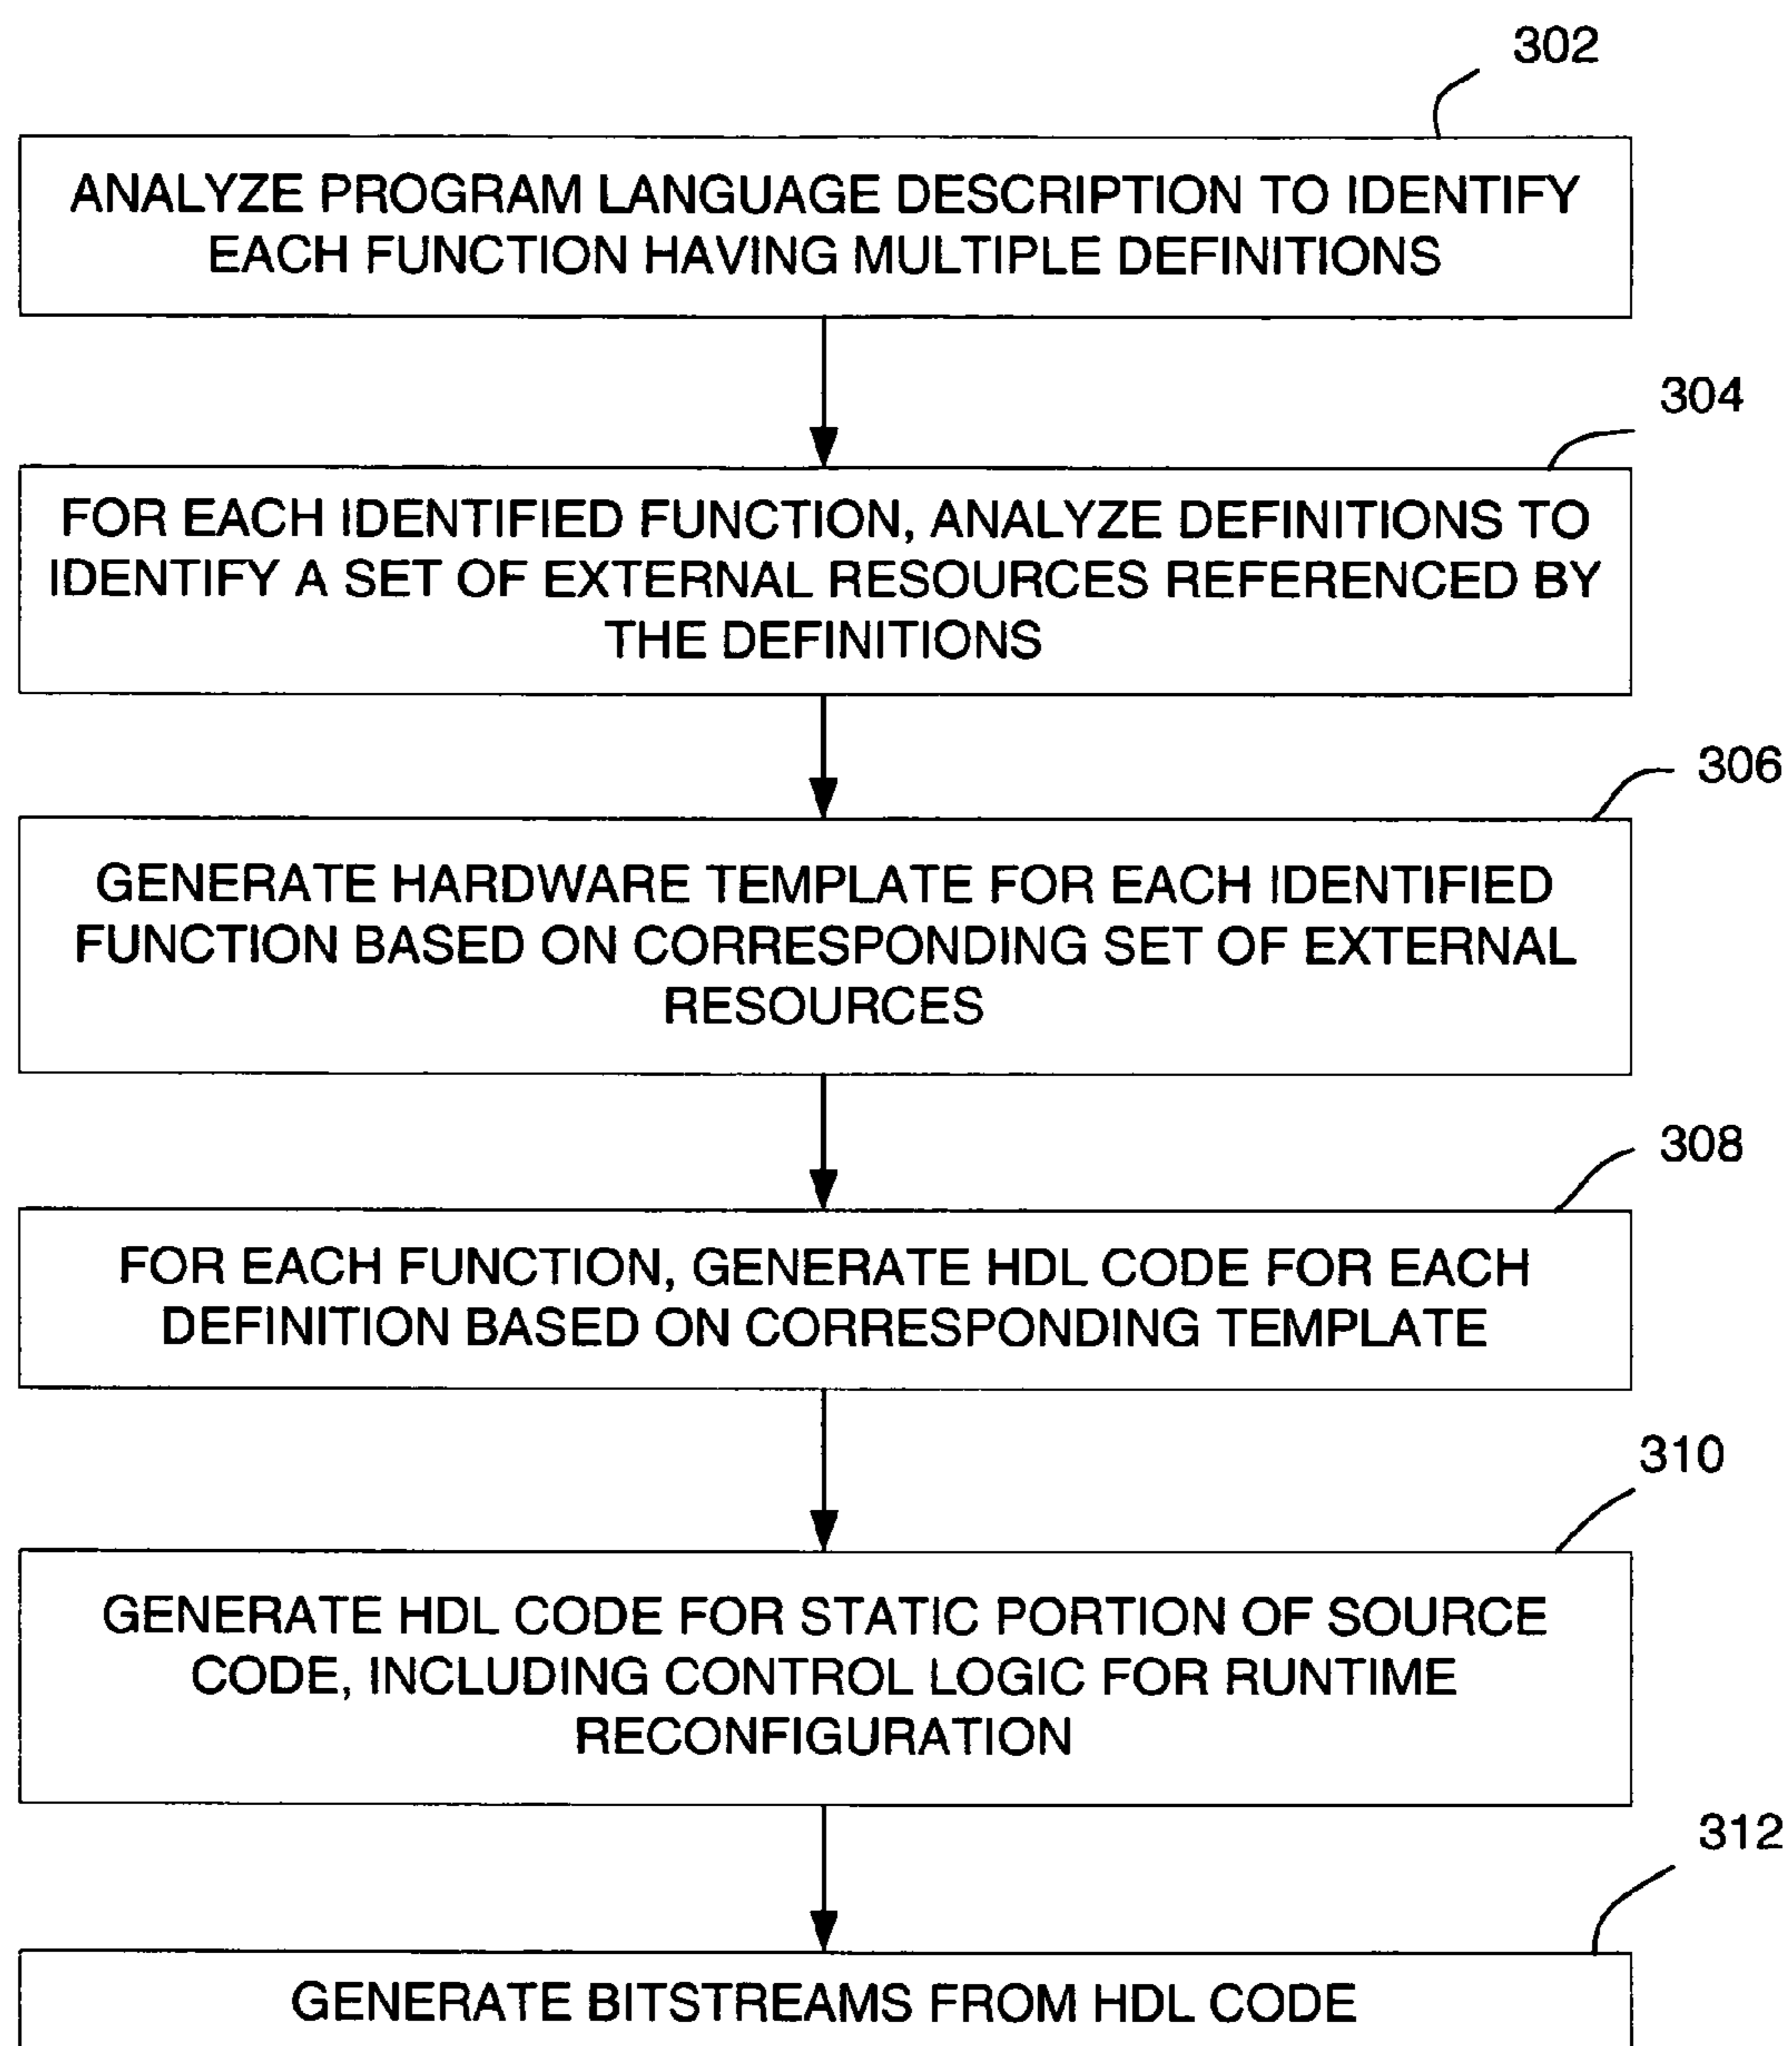 302
ANALYZE PROGRAM LANGUAGE DESCRIPTION TO IDENTIFY
EACH FUNCTION HAVING MULTIPLE DEFINITIONS
304
FOR EACH IDENTIFIED FUNCTION, ANALYZE DEFINITIONS TO
IDENTIFY A SET OF EXTERNAL RESOURCES REFERENCED BY
THE DEFINITIONS
306
GENERATE HARDWARE TEMPLATE FOR EACH IDENTIFIED
FUNCTION BASED ON CORRESPONDING SET OF EXTERNAL
RESOURCES
308
FOR EACH FUNCTION, GENERATE HDL CODE FOR EACH
DEFINITION BASED ON CORRESPONDING TEMPLATE
310
GENERATE HDL CODE FOR STATIC PORTION OF SOURCE
CODE, INCLUDING CONTROL LOGIC FOR RUNTIME
RECONFIGURATION
312
GENERATE BITSTREAMS FROM HDL CODE